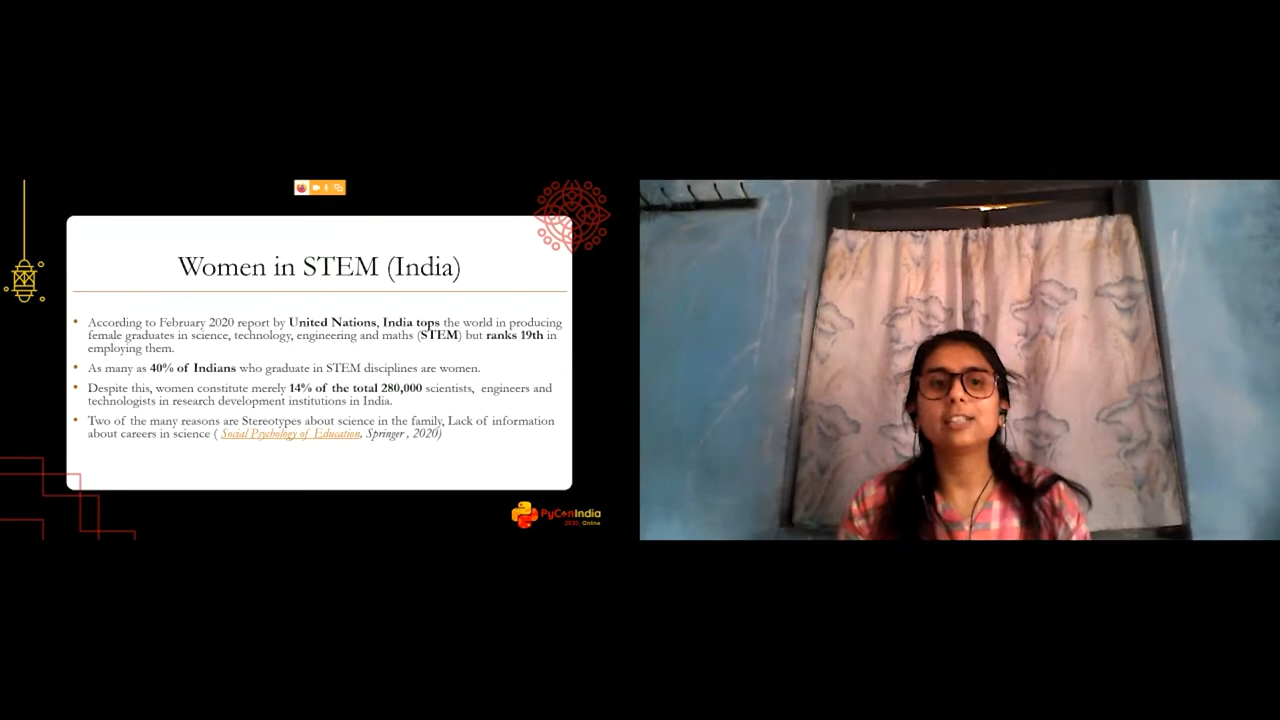 Women in STEM (India)
• According to February 2020 report by United Nations, India tops the world in producing
female graduates in science, technology, engineering and maths (STEM) but ranks 19th in
employing them.
• As many as 40% of Indians who graduate in STEM disciplines are women.
• Despite this, women constitute merely 14% of the total 280,000 scientists, engineers and
technologists in research development institutions in India.
• Two of the many reasons are Stereotypes about science in the family, Lack of information
about careers in science ( Social Psychology of Education, Springer , 2020)
PyConIndia
2020, Online